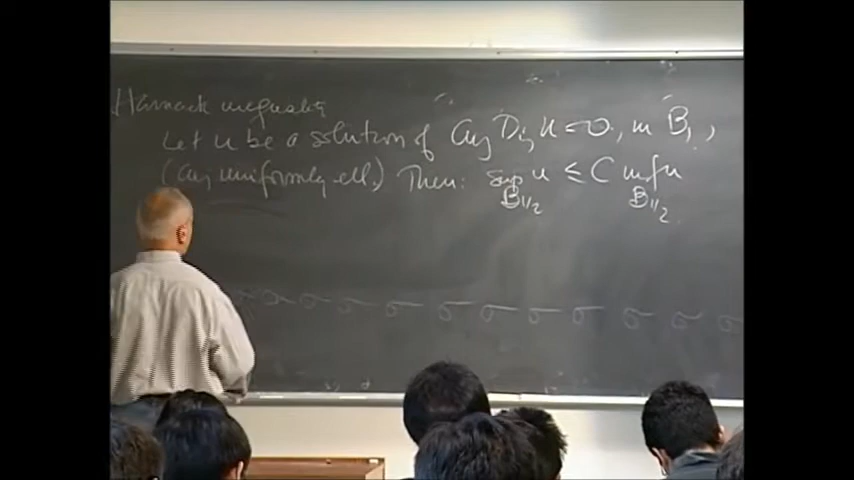 Harnack inequality
Let u be a solution of aij Dij u = 0, in B1,
(aij uniformly ell.) Then: sup u ≤ C inf u
B1/2 B1/2